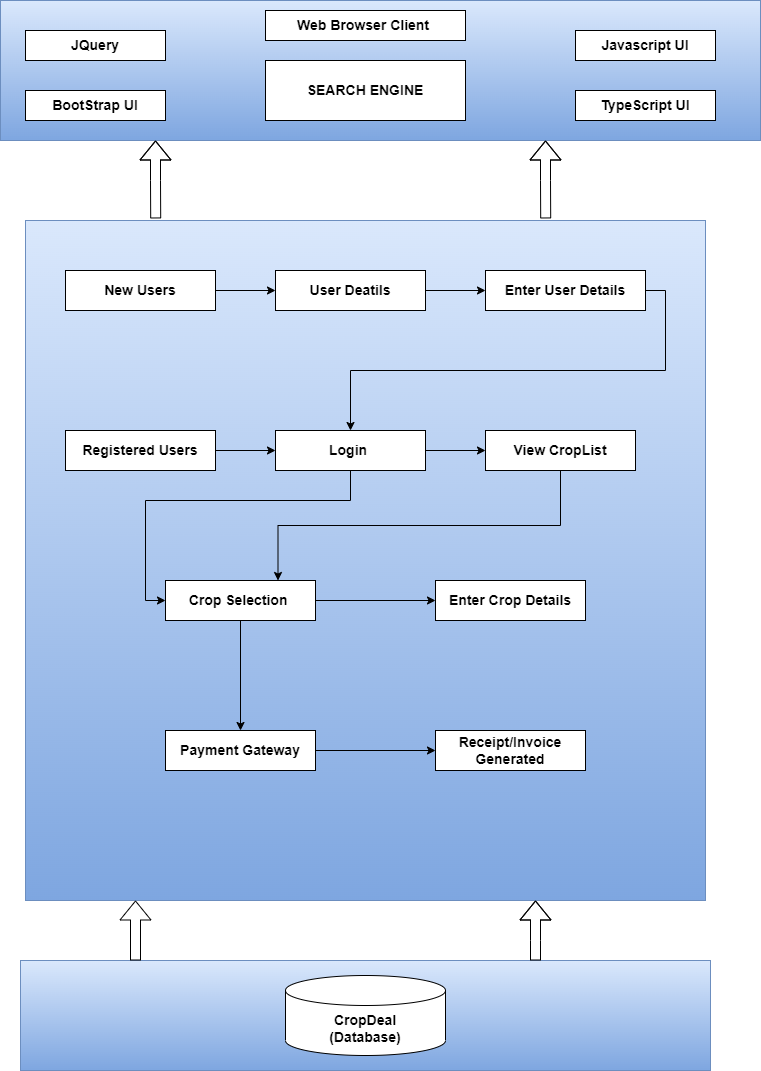 Web Browser Client
JQuery
Javascript UI
SEARCH ENGINE
BootStrap UI
TypeScript UI
New Users
User Deatils
Enter User Details
Registered Users
Login
View CropList
Crop Selection
Enter Crop Details
Payment Gateway
Receipt/Invoice
Generated
CropDeal
(Database)